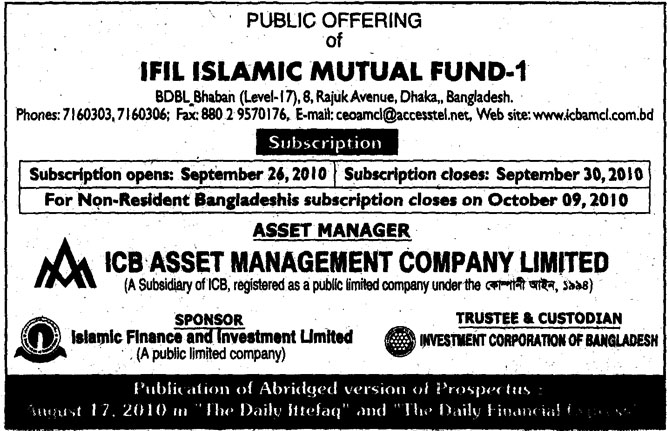 PUBLIC OFFERING
of
IFIL ISLAMIC MUTUAL FUND-1
BDBL Bhaban (Level-17), 8, Rajuk Avenue, Dhaka,, Bangladesh.
Phones: 7160303, 7160306; Fax: 880 2 9570176, E-mail: ceoamcl@accesstel.net, Web site: www.icbamcl.com.bd
Subscription
Subscription opens: September 26, 2010 Subscription closes: September 30, 2010
For Non-Resident Bangladeshis subscription closes on October 09, 2010
ASSET MANAGER
ICB ASSET MANAGEMENT COMPANY LIMITED
(A Subsidiary of ICB, registered as a public limited company under the কোম্পানী আইন, ১৯৯৪)
SPONSOR
Islamic Finance and Investment Limited
(A public limited company)
TRUSTEE & CUSTODIAN
INVESTMENT CORPORATION OF BANGLADESH
Publication of Abridged version of Prospectus :
August 17, 2010 in "The Daily Ittefaq" and "The Daily Financial Express"